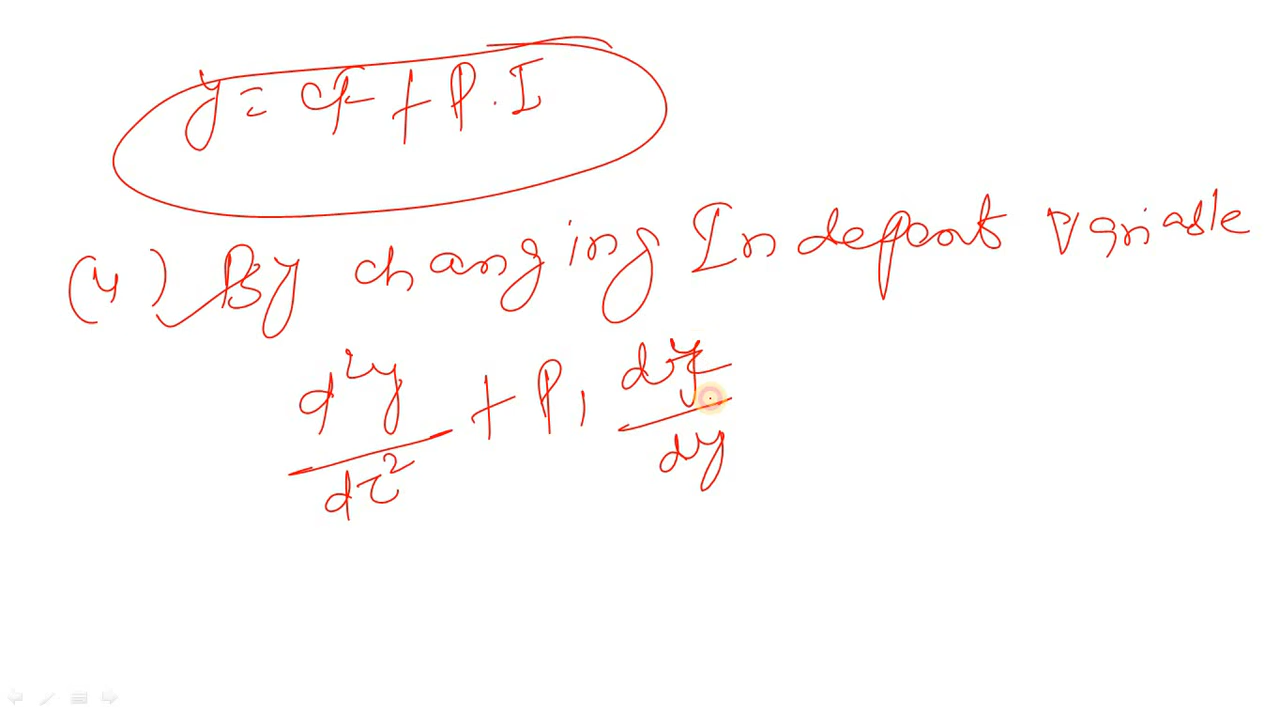 y = CF + P.I
(4) By changing Indepent variable
d²y/dz² + P₁ dy/dy